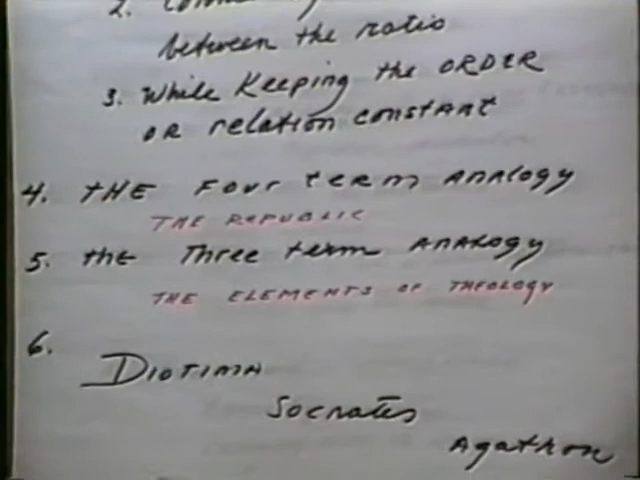 2.
between the ratio
3. While Keeping the ORDER
OR relation constant
4. THE Four term ANALOGY
THE REPUBLIC
5. the Three term ANALOGY
THE ELEMENTS OF THEOLOGY
6.
DIOTIMA
Socrates
Agathon